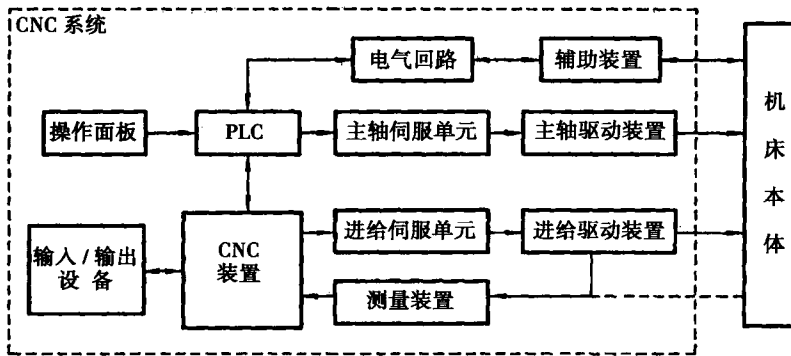 CNC 系统
电气回路
辅助装置
操作面板
PLC
主轴伺服单元
主轴驱动装置
输入 / 输出
设 备
CNC
装置
进给伺服单元
进给驱动装置
测量装置
机
床
本
体